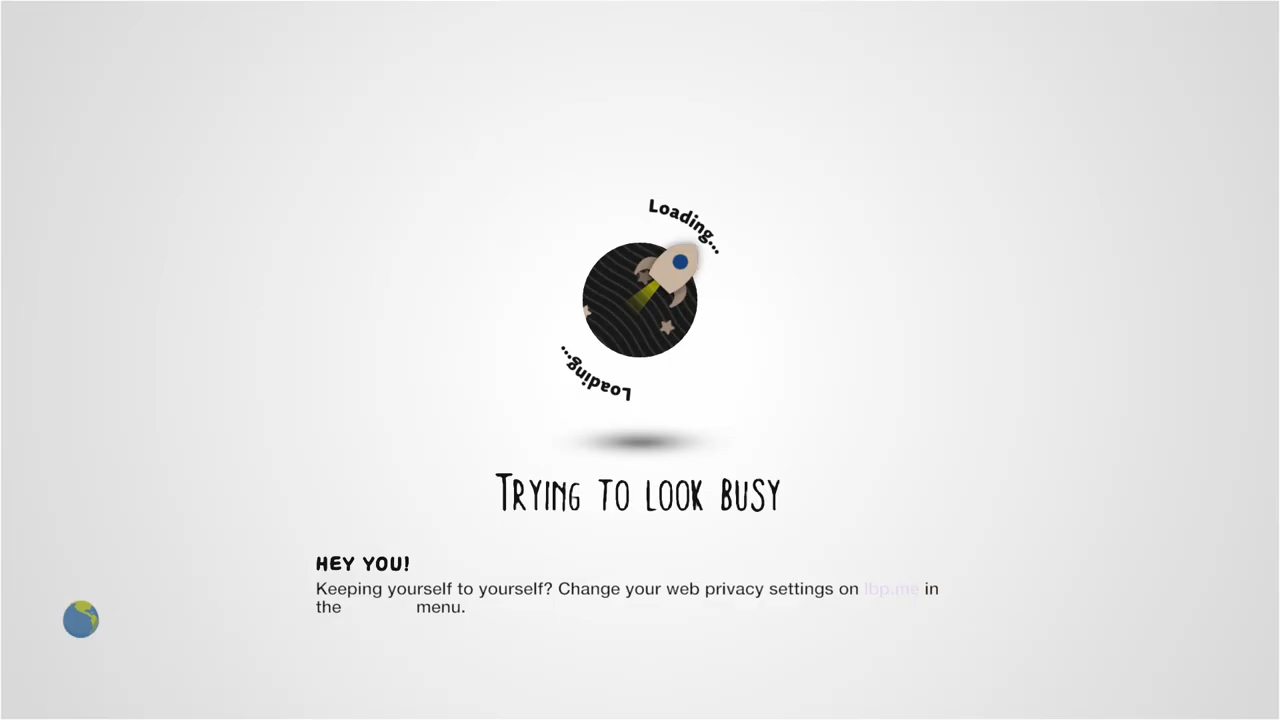 Loading...
Loading...
Trying to look busy
HEY YOU!
Keeping yourself to yourself? Change your web privacy settings on lbp.me in
the menu.